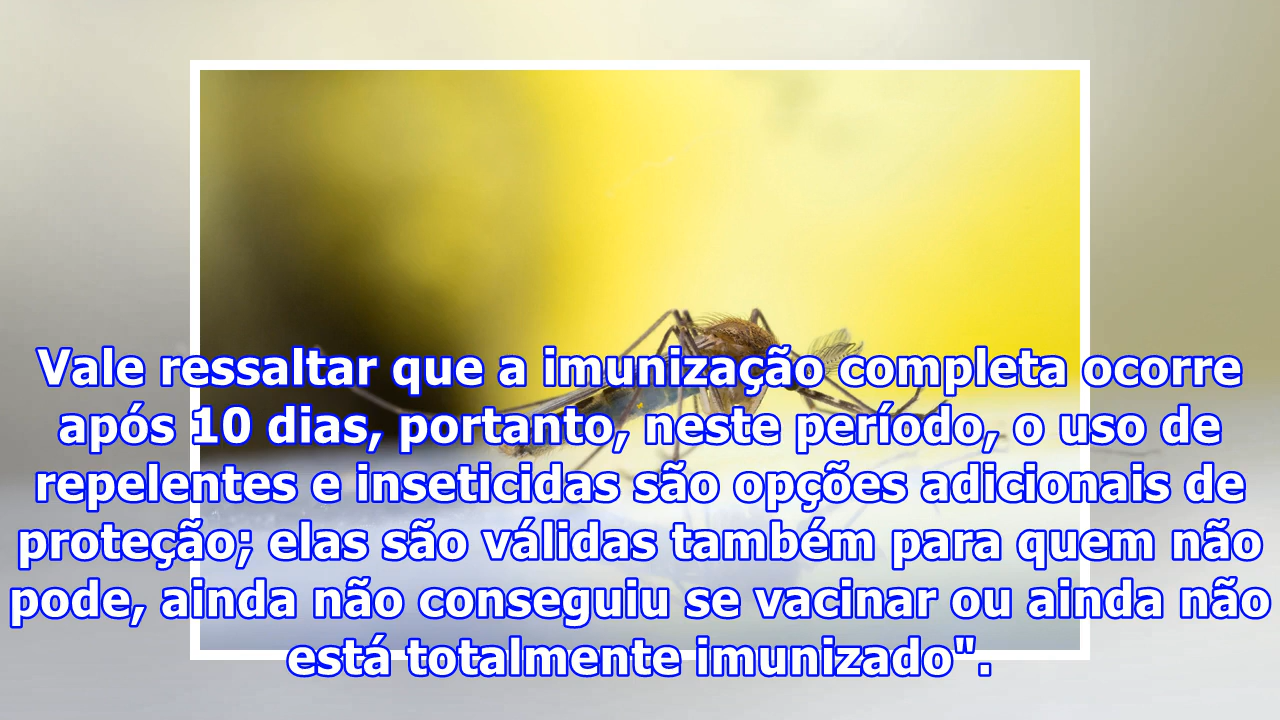 Vale ressaltar que a imunização completa ocorre
após 10 dias, portanto, neste período, o uso de
repelentes e inseticidas são opções adicionais de
proteção; elas são válidas também para quem não
pode, ainda não conseguiu se vacinar ou ainda não
está totalmente imunizado".